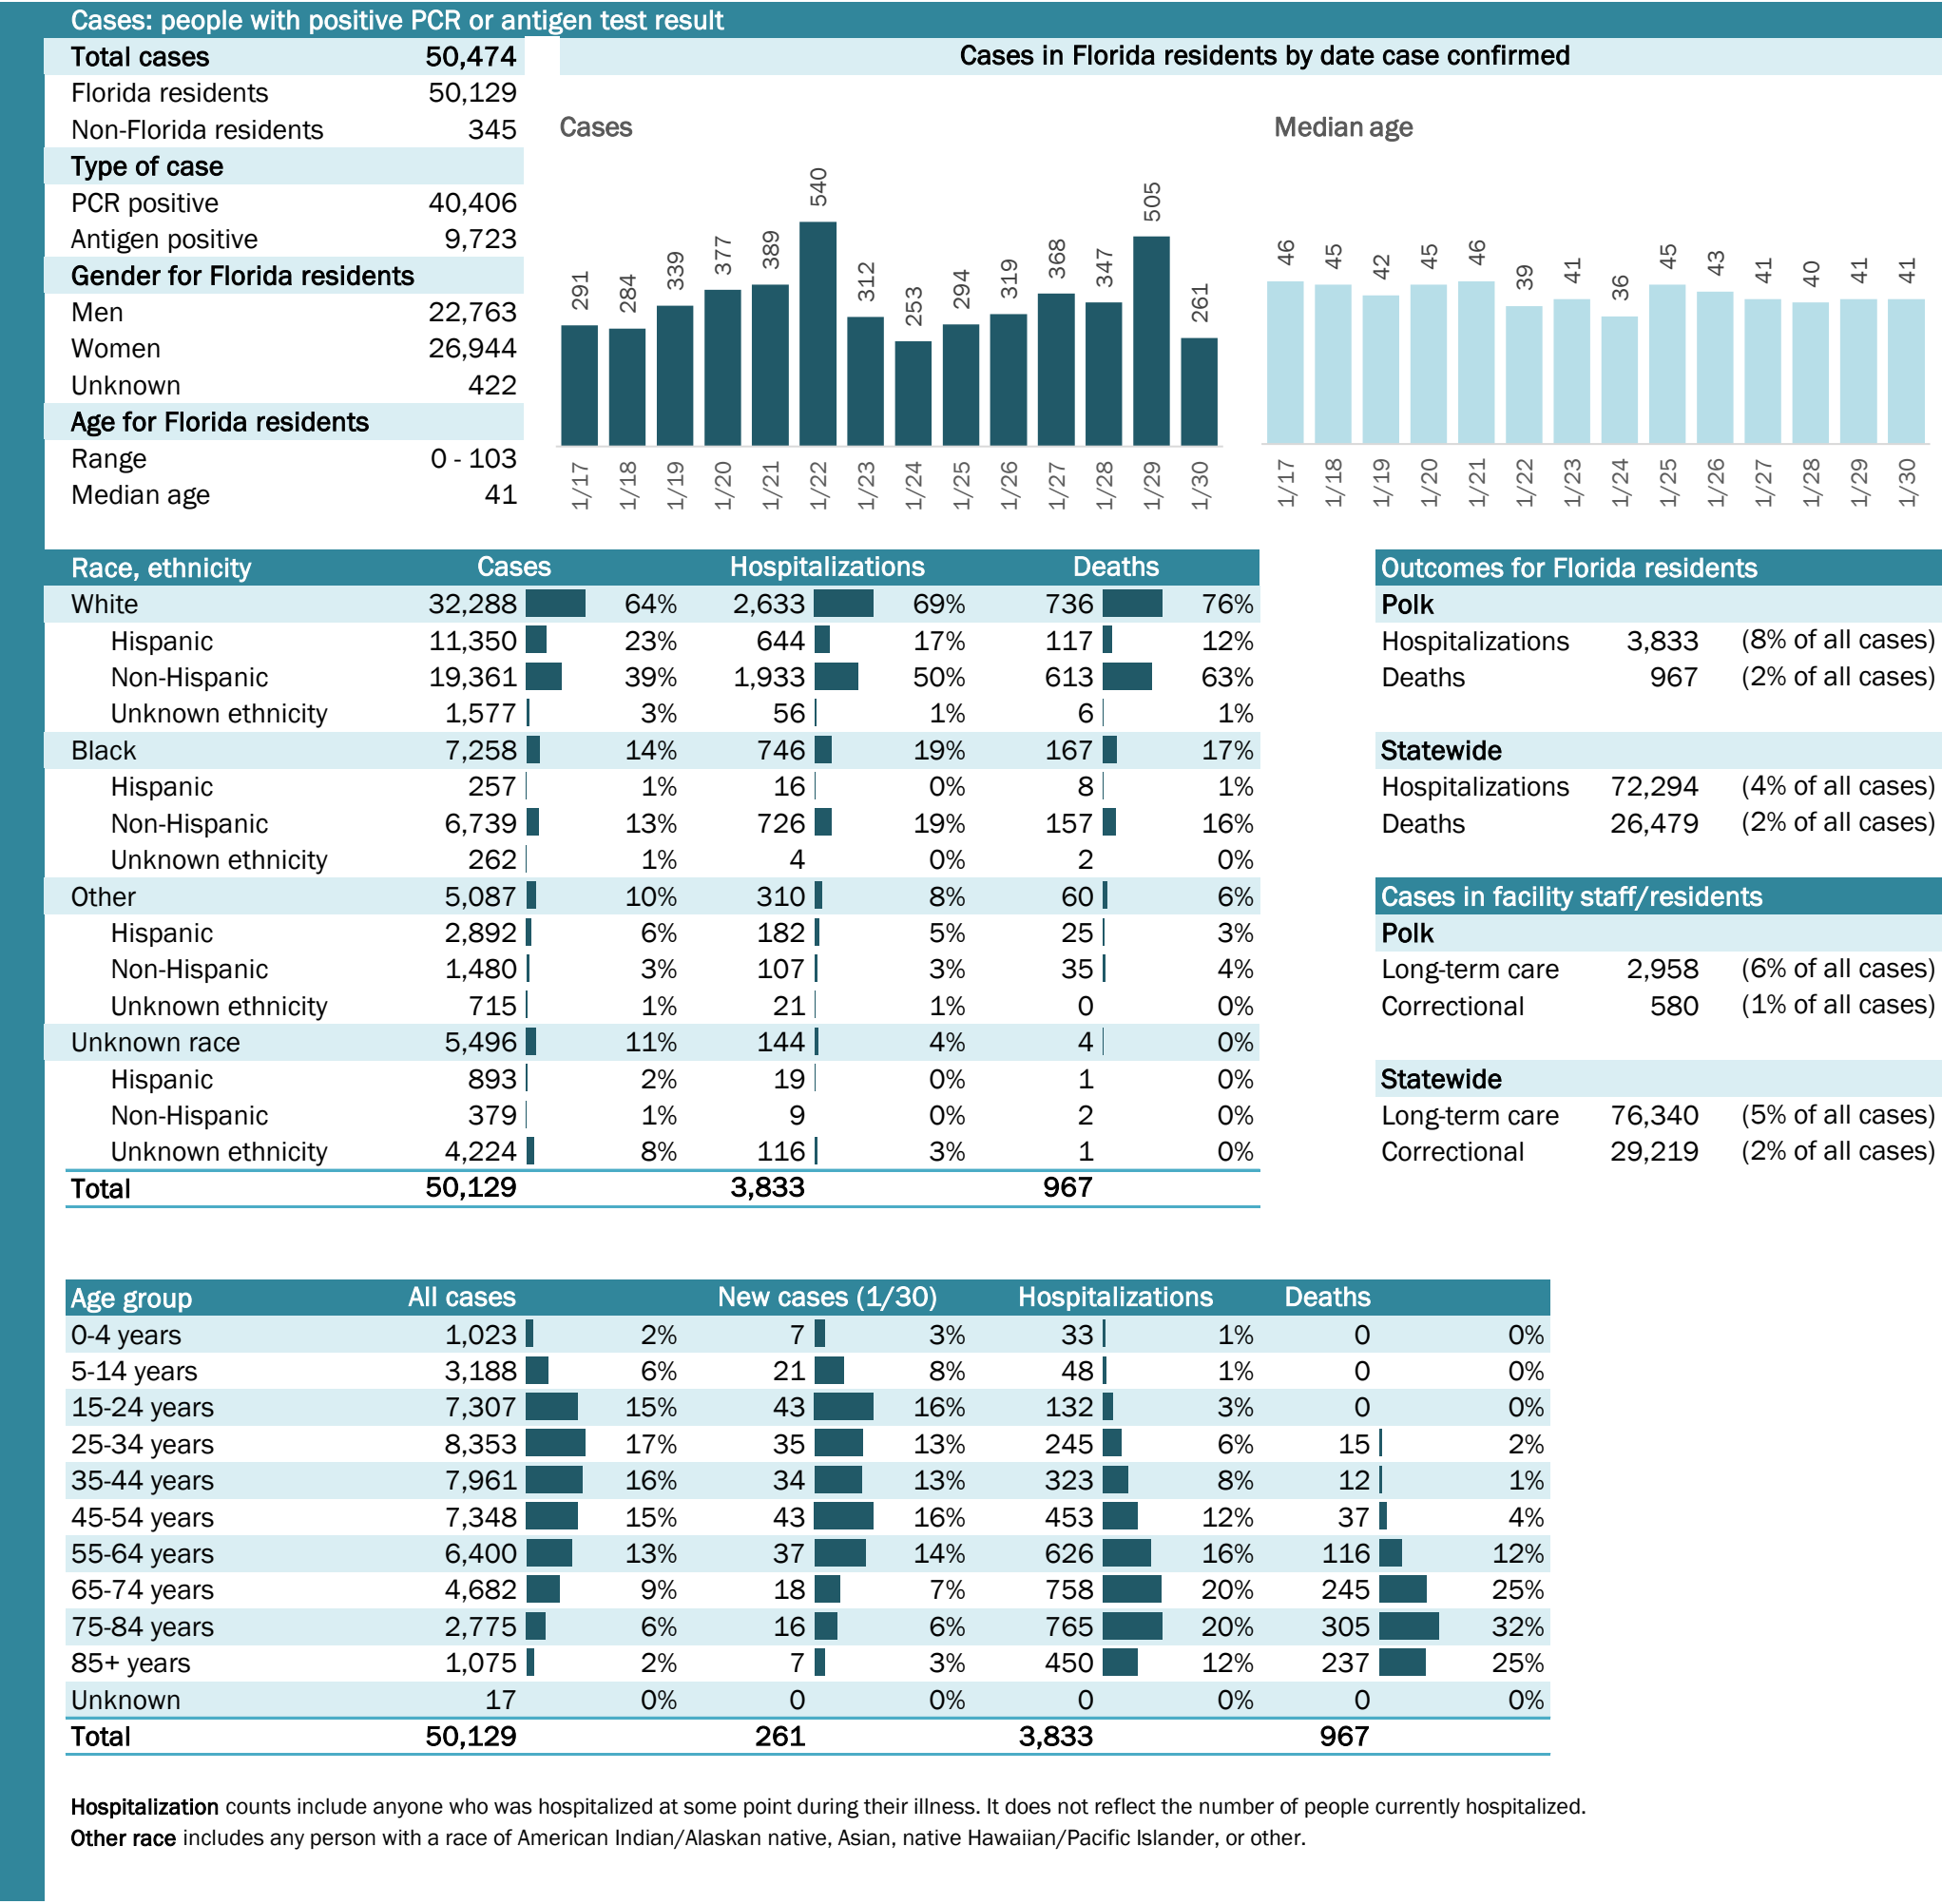 Cases: people with positive PCR or antigen test result
Total cases 50,474
Florida residents 50,129
Non-Florida residents 345
Type of case
PCR positive 40,406
Antigen positive 9,723
Gender for Florida residents
Men 22,763
Women 26,944
Unknown 422
Age for Florida residents
Range 0 - 103
Median age 41
Cases in Florida residents by date case confirmed
Cases
291 284 339 377 389 540 312 253 294 319 368 347 505 261
1/17 1/18 1/19 1/20 1/21 1/22 1/23 1/24 1/25 1/26 1/27 1/28 1/29 1/30
Median age
46 45 42 45 46 39 41 36 45 43 41 40 41 41
1/17 1/18 1/19 1/20 1/21 1/22 1/23 1/24 1/25 1/26 1/27 1/28 1/29 1/30
Race, ethnicity Cases Hospitalizations Deaths
White 32,288 64% 2,633 69% 736 76%
Hispanic 11,350 23% 644 17% 117 12%
Non-Hispanic 19,361 39% 1,933 50% 613 63%
Unknown ethnicity 1,577 3% 56 1% 6 1%
Black 7,258 14% 746 19% 167 17%
Hispanic 257 1% 16 0% 8 1%
Non-Hispanic 6,739 13% 726 19% 157 16%
Unknown ethnicity 262 1% 4 0% 2 0%
Other 5,087 10% 310 8% 60 6%
Hispanic 2,892 6% 182 5% 25 3%
Non-Hispanic 1,480 3% 107 3% 35 4%
Unknown ethnicity 715 1% 21 1% 0 0%
Unknown race 5,496 11% 144 4% 4 0%
Hispanic 893 2% 19 0% 1 0%
Non-Hispanic 379 1% 9 0% 2 0%
Unknown ethnicity 4,224 8% 116 3% 1 0%
Total 50,129 3,833 967
Outcomes for Florida residents
Polk
Hospitalizations 3,833 (8% of all cases)
Deaths 967 (2% of all cases)
Statewide
Hospitalizations 72,294 (4% of all cases)
Deaths 26,479 (2% of all cases)
Cases in facility staff/residents
Polk
Long-term care 2,958 (6% of all cases)
Correctional 580 (1% of all cases)
Statewide
Long-term care 76,340 (5% of all cases)
Correctional 29,219 (2% of all cases)
Age group All cases New cases (1/30) Hospitalizations Deaths
0-4 years 1,023 2% 7 3% 33 1% 0 0%
5-14 years 3,188 6% 21 8% 48 1% 0 0%
15-24 years 7,307 15% 43 16% 132 3% 0 0%
25-34 years 8,353 17% 35 13% 245 6% 15 2%
35-44 years 7,961 16% 34 13% 323 8% 12 1%
45-54 years 7,348 15% 43 16% 453 12% 37 4%
55-64 years 6,400 13% 37 14% 626 16% 116 12%
65-74 years 4,682 9% 18 7% 758 20% 245 25%
75-84 years 2,775 6% 16 6% 765 20% 305 32%
85+ years 1,075 2% 7 3% 450 12% 237 25%
Unknown 17 0% 0 0% 0 0% 0 0%
Total 50,129 261 3,833 967
Hospitalization counts include anyone who was hospitalized at some point during their illness. It does not reflect the number of people currently hospitalized.
Other race includes any person with a race of American Indian/Alaskan native, Asian, native Hawaiian/Pacific Islander, or other.